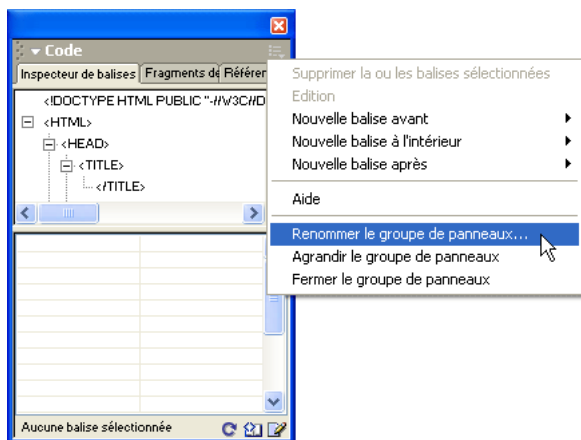 Code
Inspecteur de balises Fragments de Référen
<!DOCTYPE HTML PUBLIC "-//W3C//D
<HTML>
<HEAD>
<TITLE>
</TITLE>
Aucune balise sélectionnée
Supprimer la ou les balises sélectionnées
Edition
Nouvelle balise avant
Nouvelle balise à l'intérieur
Nouvelle balise après
Aide
Renommer le groupe de panneaux...
Agrandir le groupe de panneaux
Fermer le groupe de panneaux